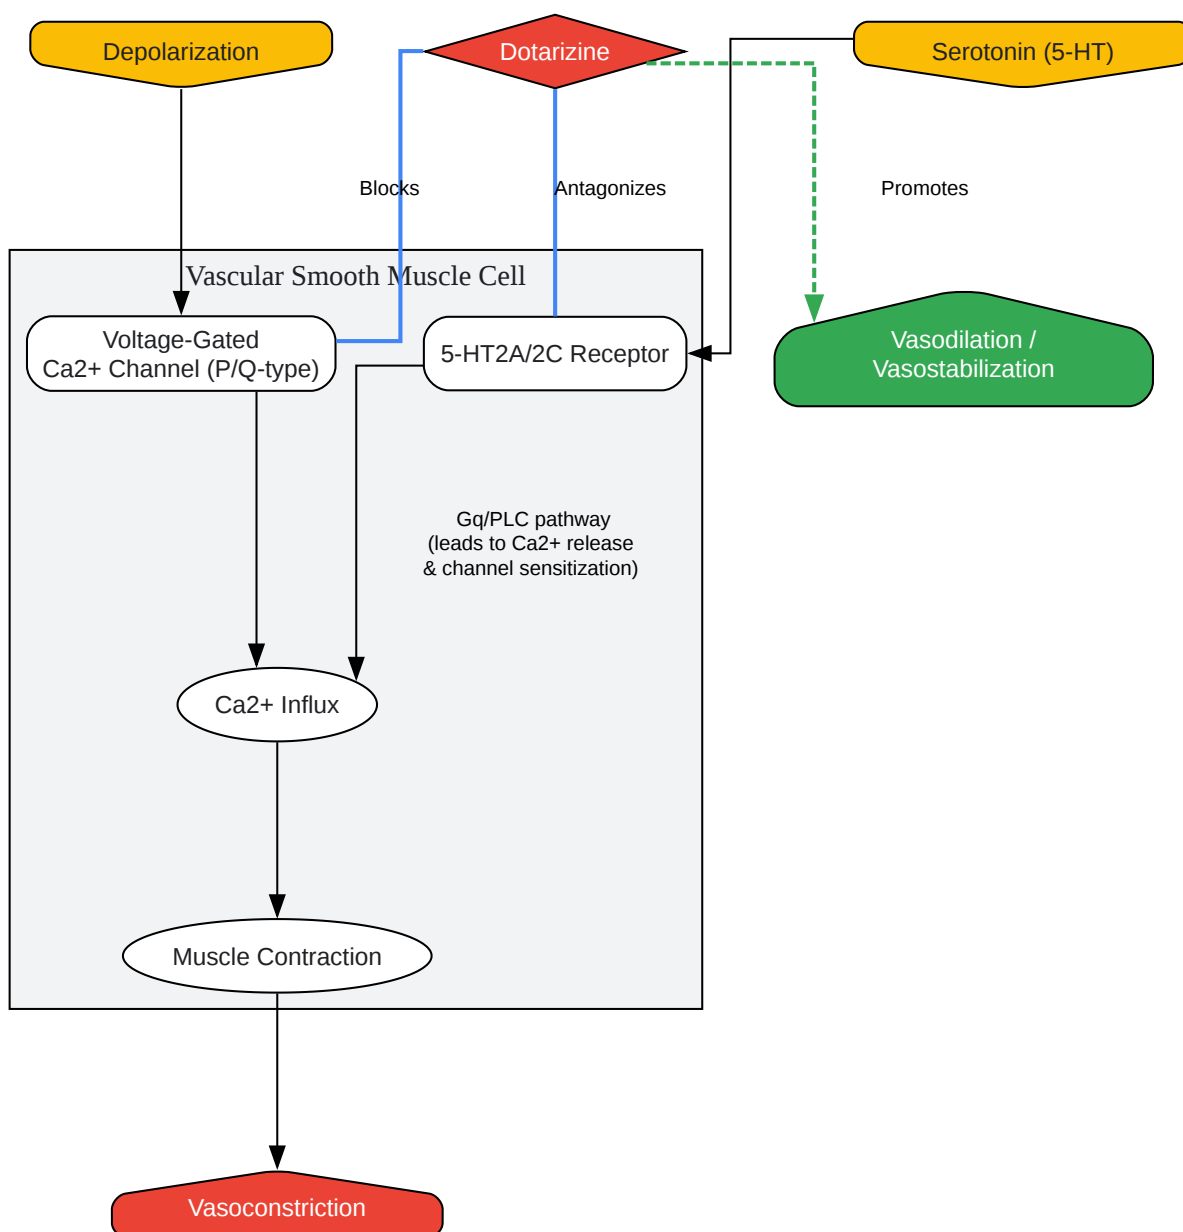 Depolarization
Dotarizine
Serotonin (5-HT)
Blocks
Antagonizes
Promotes
Vascular Smooth Muscle Cell
Voltage-Gated
Ca2+ Channel (P/Q-type)
5-HT2A/2C Receptor
Vasodilation /
Vasostabilization
Gq/PLC pathway
(leads to Ca2+ release
& channel sensitization)
Ca2+ Influx
Muscle Contraction
Vasoconstriction